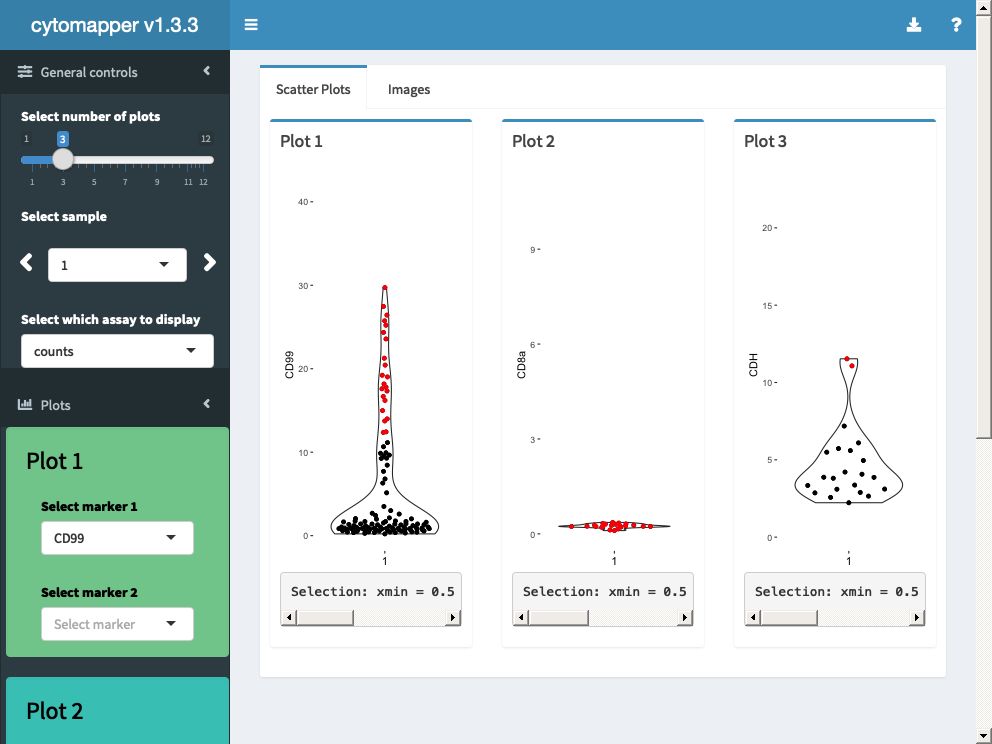 cytomapper v1.3.3
?
General controls
Select number of plots
1 3 12
1 3 5 7 9 11 12
Select sample
1
Select which assay to display
counts
Plots
Plot 1
Select marker 1
CD99
Select marker 2
Select marker
Plot 2
Scatter Plots Images
Plot 1
40
30
20
10
0
CD99
1
Selection: xmin = 0.5
Plot 2
9
6
3
0
CD8a
1
Selection: xmin = 0.5
Plot 3
20
15
10
5
0
CDH
1
Selection: xmin = 0.5